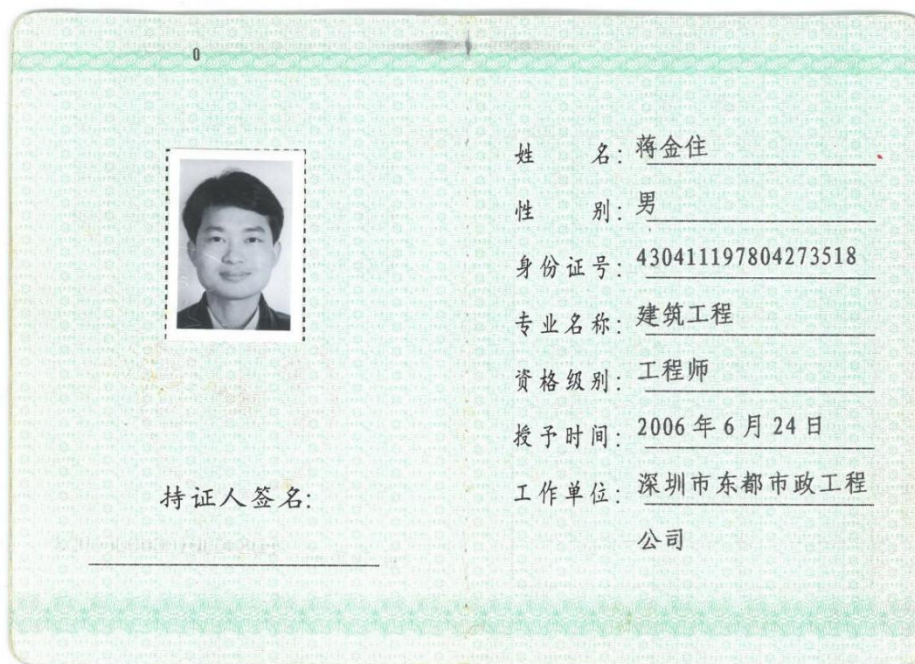 0
姓 名: 蒋金住
性 别: 男
身份证号: 430411197804273518
专业名称: 建筑工程
资格级别: 工程师
授予时间: 2006 年 6 月 24 日
工作单位: 深圳市东都市政工程
公司
持证人签名: